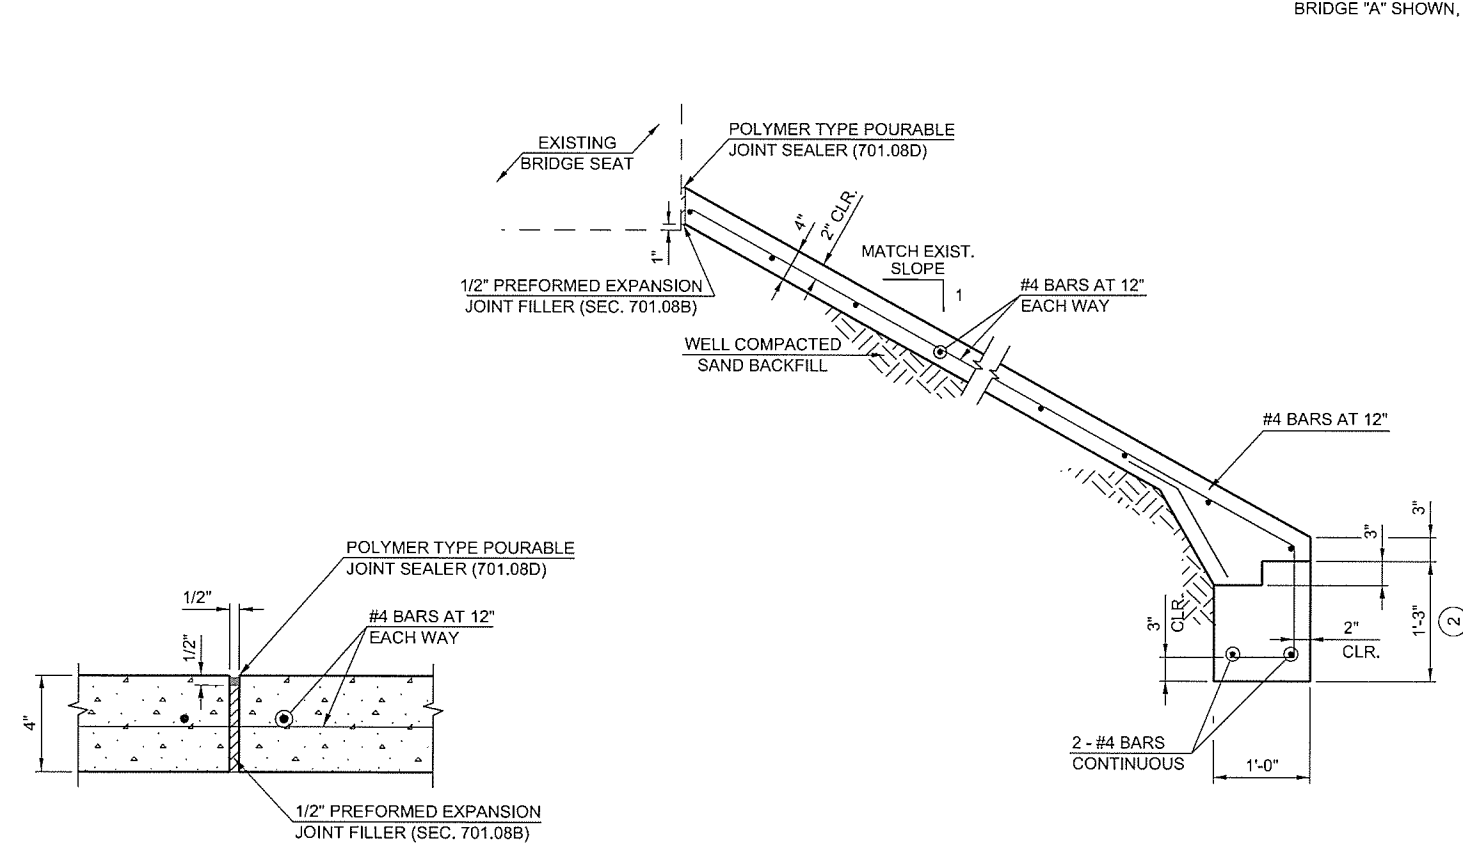 BRIDGE "A" SHOWN,
EXISTING
BRIDGE SEAT
POLYMER TYPE POURABLE
JOINT SEALER (701.08D)
4"
2" CLR.
1"
MATCH EXIST.
SLOPE
1
1/2" PREFORMED EXPANSION
JOINT FILLER (SEC. 701.08B)
#4 BARS AT 12"
EACH WAY
WELL COMPACTED
SAND BACKFILL
#4 BARS AT 12"
3"
3"
1'-3"
2
3"
CLR.
2"
CLR.
2 - #4 BARS
CONTINUOUS
1'-0"
POLYMER TYPE POURABLE
JOINT SEALER (701.08D)
1/2"
1/2"
#4 BARS AT 12"
EACH WAY
4"
1/2" PREFORMED EXPANSION
JOINT FILLER (SEC. 701.08B)